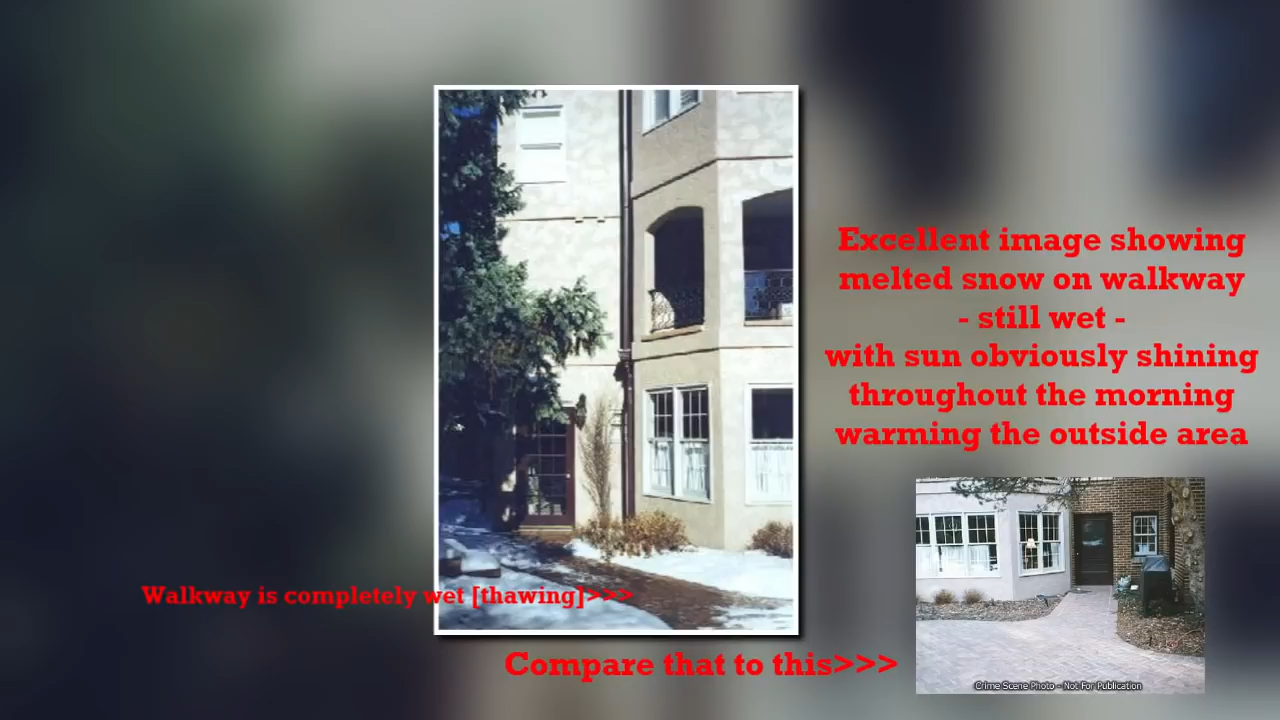 Excellent image showing
melted snow on walkway
- still wet -
with sun obviously shining
throughout the morning
warming the outside area
Walkway is completely wet [thawing]>>>
Compare that to this>>>
Crime Scene Photo - Not For Publication